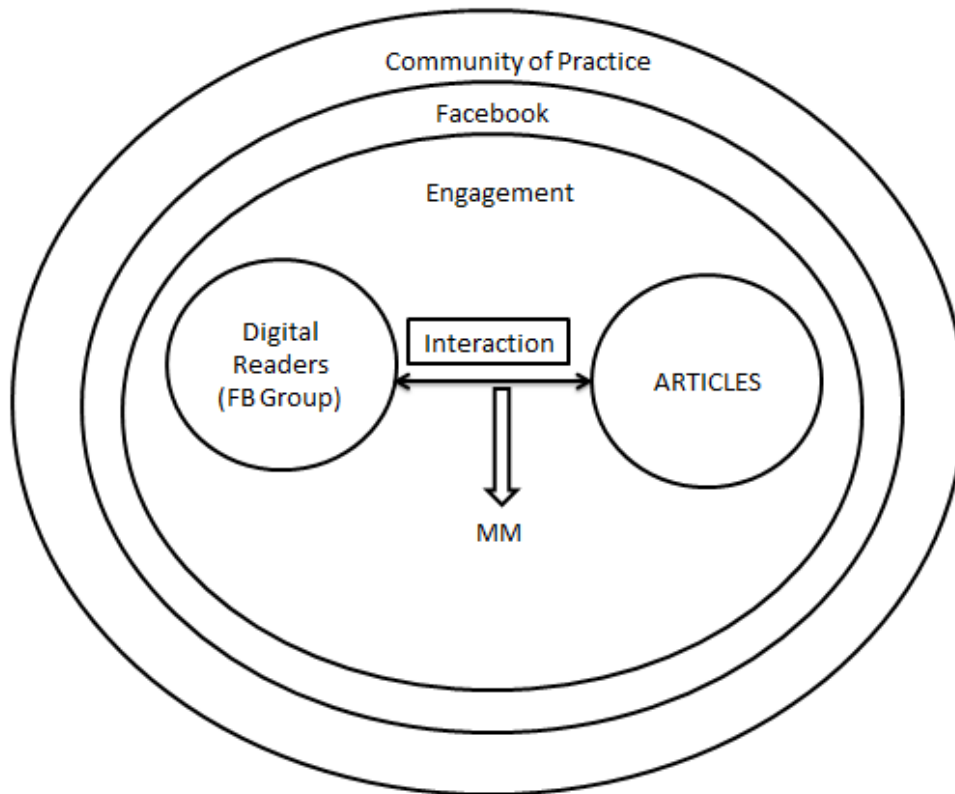 Community of Practice
Facebook
Engagement
Digital
Readers
(FB Group)
Interaction
ARTICLES
MM